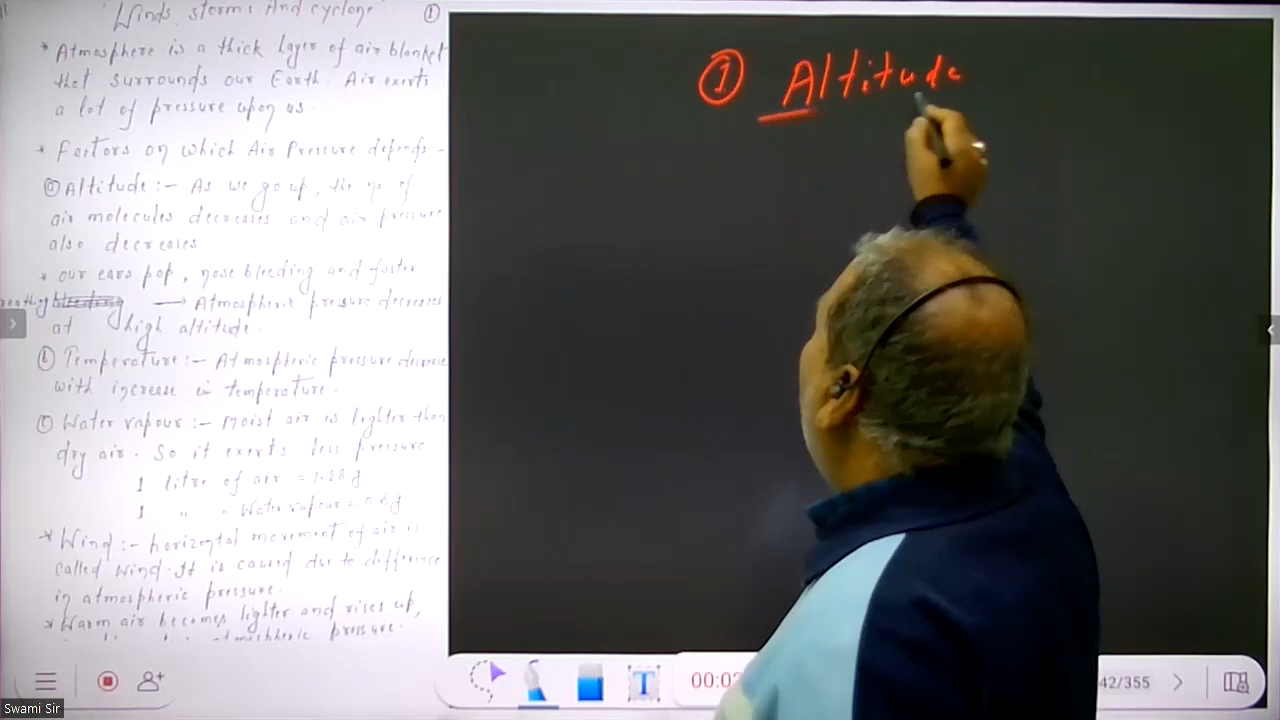 Winds, storms And cyclone ①
* Atmosphere is a thick layer of air blanket
that surrounds our Earth. Air exerts
a lot of pressure upon us.
* Factors on which Air Pressure depends:-
ⓐ Altitude:- As we go up, the no of
air molecules decreases and air pressure
also decreases.
* our ears pop, nose bleeding and faster
→ Atmospheric pressure decreases
at high altitude.
ⓑ Temperature:- Atmospheric pressure decrease
with increase in temperature.
ⓒ Water vapour:- Moist air is lighter than
dry air. So it exerts less pressure
1 litre of air =
1 " " Water vapour = 0.8g
* Wind:- horizontal movement of air is
called wind. It is caused due to difference
in atmospheric pressure.
* Warm air becomes lighter and rises up,
atmospheric pressure.
① Altitude
T
00:02
42/355
Swami Sir